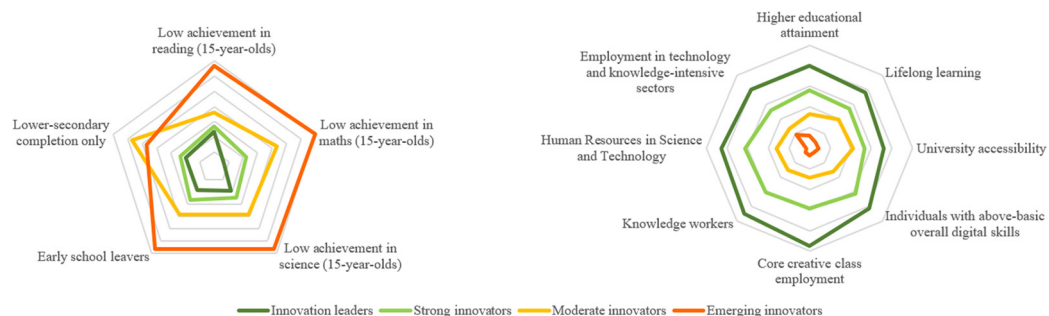 Low achievement in
reading (15-year-olds)
Lower-secondary
completion only
Low achievement in
maths (15-year-olds)
Early school leavers
Low achievement in
science (15-year-olds)
Higher educational
attainment
Employment in technology
and knowledge-intensive
sectors
Lifelong learning
Human Resources in Science
and Technology
University accessibility
Knowledge workers
Individuals with above-basic
overall digital skills
Core creative class
employment
Innovation leaders
Strong innovators
Moderate innovators
Emerging innovators